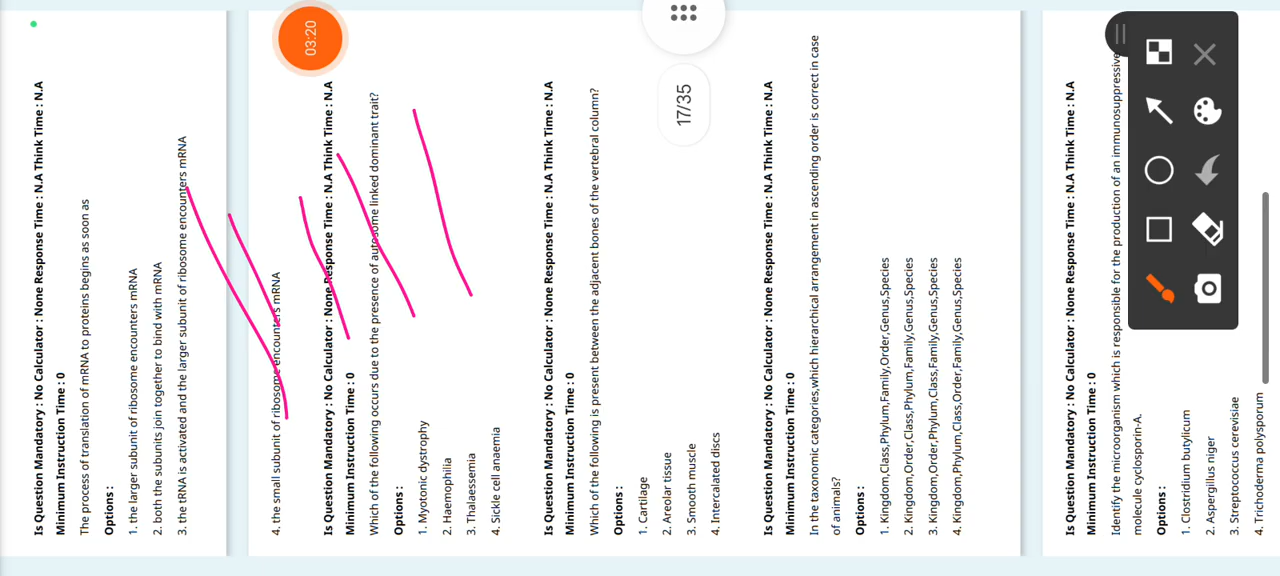 Is Question Mandatory : No Calculator : None Response Time : N.A Think Time : N.A
Minimum Instruction Time : 0
The process of translation of mRNA to proteins begins as soon as
Options :
1. the larger subunit of ribosome encounters mRNA
2. both the subunits join together to bind with mRNA
3. the tRNA is activated and the larger subunit of ribosome encounters mRNA
4. the small subunit of ribosome encounters mRNA
03:20
Is Question Mandatory : No Calculator : None Response Time : N.A Think Time : N.A
Minimum Instruction Time : 0
Which of the following occurs due to the presence of autosome linked dominant trait?
Options :
1. Myotonic dystrophy
2. Haemophilia
3. Thalaessemia
4. Sickle cell anaemia
Is Question Mandatory : No Calculator : None Response Time : N.A Think Time : N.A
Minimum Instruction Time : 0
Which of the following is present between the adjacent bones of the vertebral column?
Options :
1. Cartilage
2. Areolar tissue
3. Smooth muscle
4. Intercalated discs
17/35
Is Question Mandatory : No Calculator : None Response Time : N.A Think Time : N.A
Minimum Instruction Time : 0
In the taxonomic categories,which hierarchical arrangement in ascending order is correct in case
of animals?
Options :
1. Kingdom,Class,Phylum,Family,Order,Genus,Species
2. Kingdom,Order,Class,Phylum,Family,Genus,Species
3. Kingdom,Order,Phylum,Class,Family,Genus,Species
4. Kingdom,Phylum,Class,Order,Family,Genus,Species
Is Question Mandatory : No Calculator : None Response Time : N.A Think Time : N.A
Minimum Instruction Time : 0
Identify the microorganism which is responsible for the production of an immunosuppressive
molecule cyclosporin-A.
Options :
1. Clostridium butylicum
2. Aspergillus niger
3. Streptococcus cerevisiae
4. Trichoderma polysporum